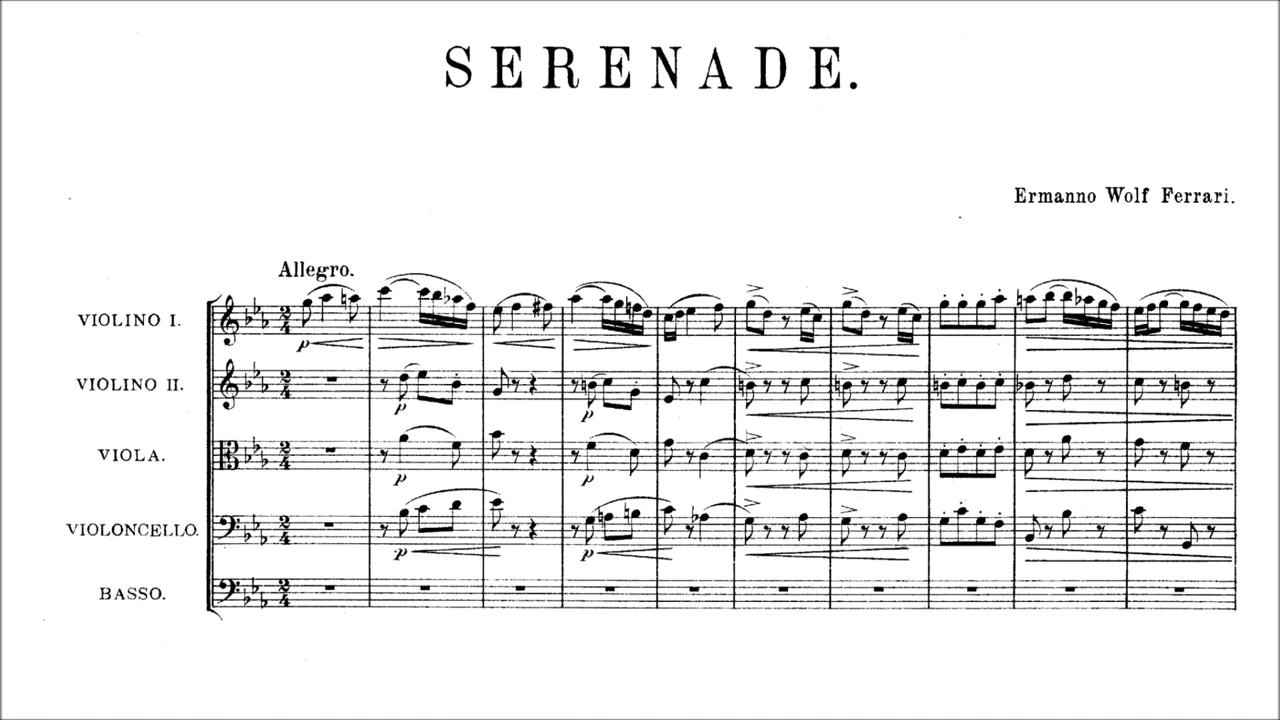 SERENADE.
Ermanno Wolf Ferrari.
Allegro.
VIOLINO I.
p
VIOLINO II.
p p
VIOLA.
p p
VIOLONCELLO.
p p
BASSO.